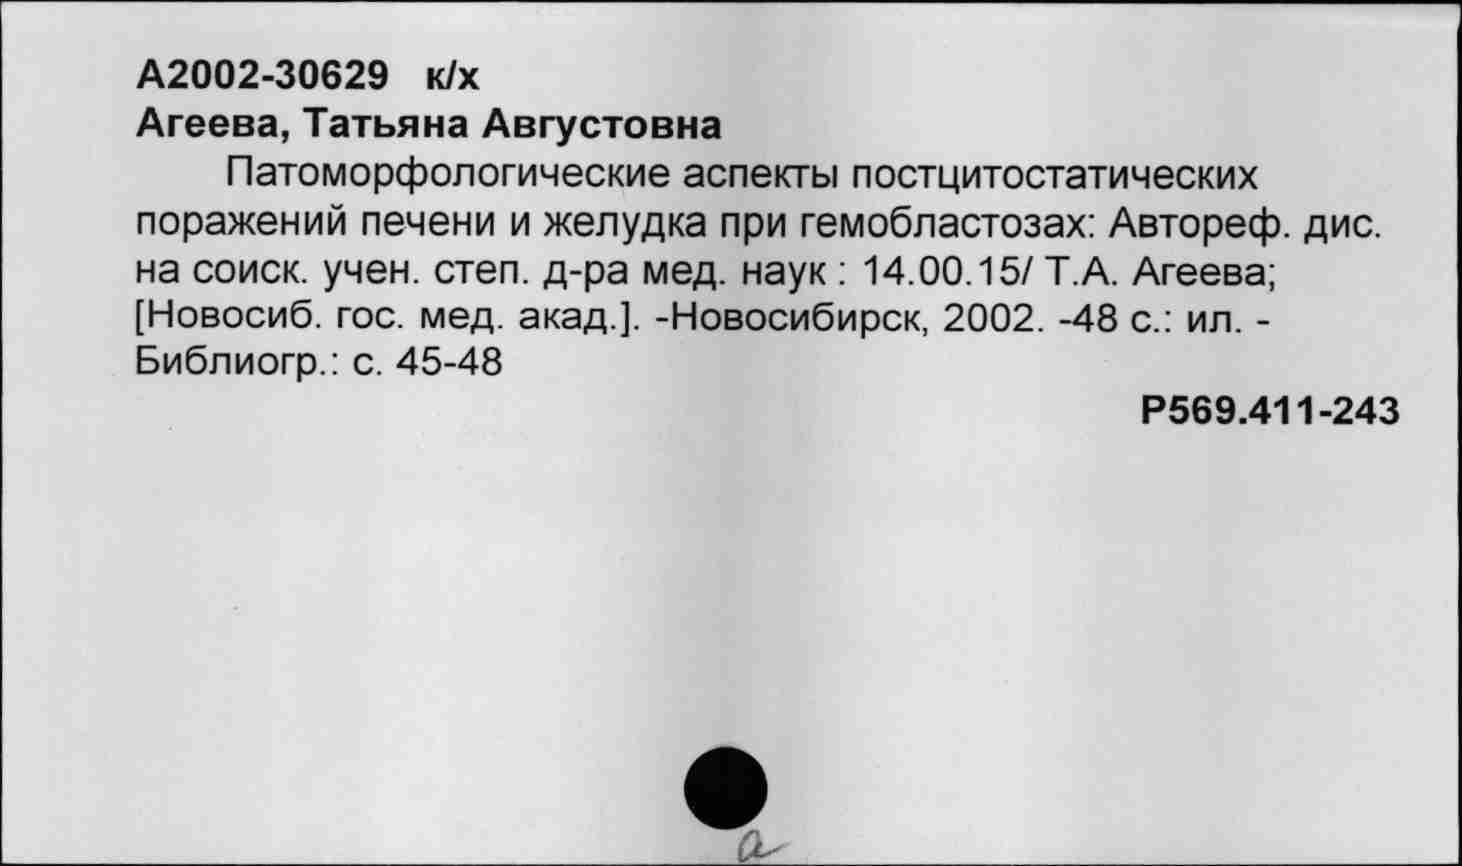 А2002-30629 к/х
Агеева, Татьяна Августовна
Патоморфологические аспекты постцитостатических
поражений печени и желудка при гемобластозах: Автореф. дис.
на соиск. учен. степ. д-ра мед. наук : 14.00.15/ Т.А. Агеева;
[Новосиб. гос. мед. акад.]. -Новосибирск, 2002. -48 с.: ил. -
Библиогр.: с. 45-48
Р569.411-243
а